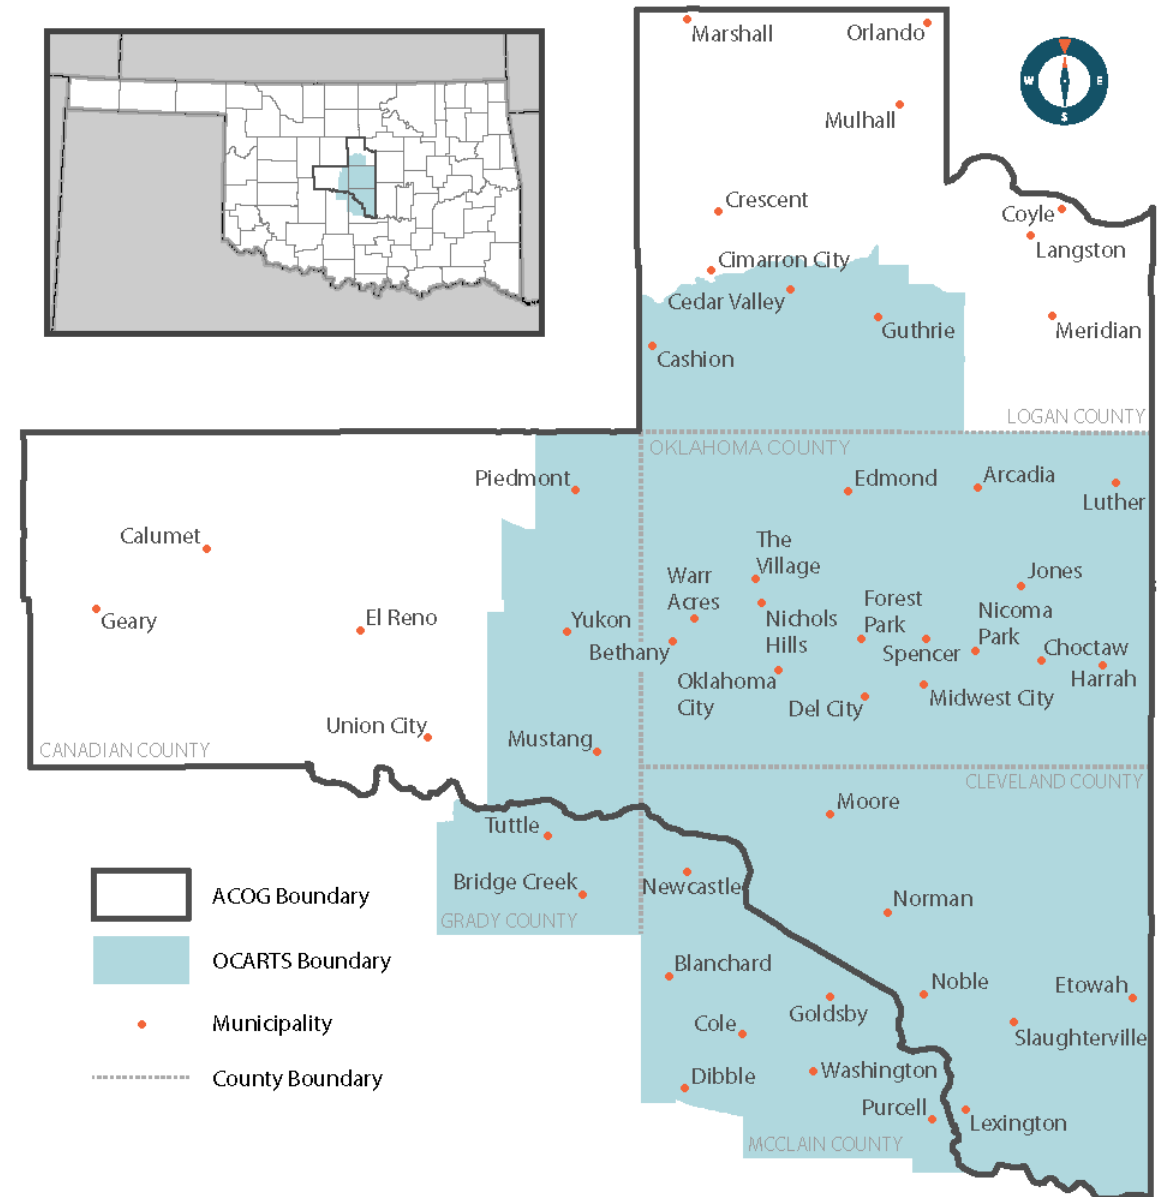 Marshall
Orlando
Mulhall
W
E
S
Crescent
Coyle
Langston
Cimarron City
Cedar Valley
Guthrie
Meridian
Cashion
LOGAN COUNTY
OKLAHOMA COUNTY
Piedmont
Edmond
Arcadia
Luther
Calumet
The
Village
Warr
Acres
Jones
Forest
Park
Nicoma
Park
Geary
El Reno
Yukon
Nichols
Hills
Bethany
Spencer
Choctaw
Harrah
Oklahoma
City
Del City
Midwest City
Union City
Mustang
CANADIAN COUNTY
CLEVELAND COUNTY
Moore
Tuttle
Bridge Creek
Newcastle
GRADY COUNTY
Norman
ACOG Boundary
OCARTS Boundary
Municipality
County Boundary
Blanchard
Noble
Etowah
Goldsby
Cole
Slaughterville
Dibble
Washington
Purcell
Lexington
MCCLAIN COUNTY